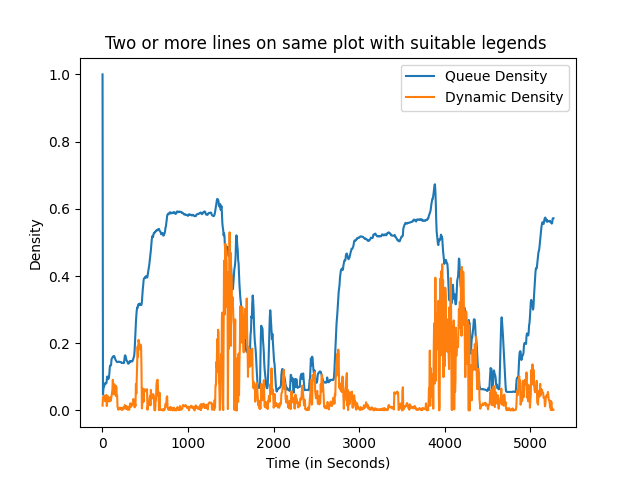 Two or more lines on same plot with suitable legends
Queue Density
Dynamic Density
1.0
0.8
0.6
0.4
0.2
0.0
Density
0 1000 2000 3000 4000 5000
Time (in Seconds)